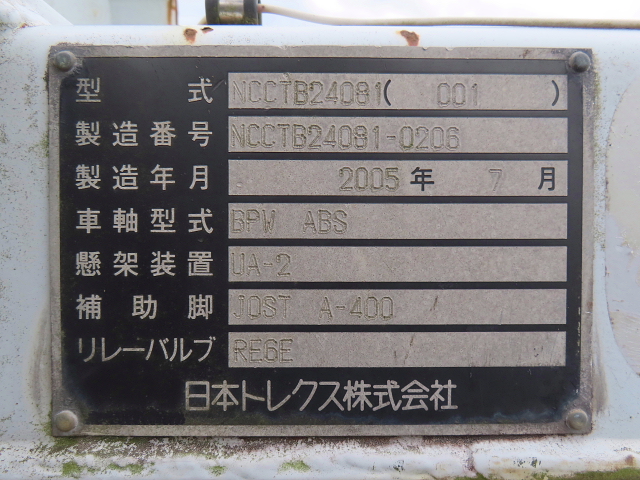 型式 NCCTB24081( 001 )
製造番号 NCCTB24081-0206
製造年月 2005年 7月
車軸型式 BPW ABS
懸架装置 UA-2
補助脚 JOST A-400
リレーバルブ RE6E
日本トレクス株式会社